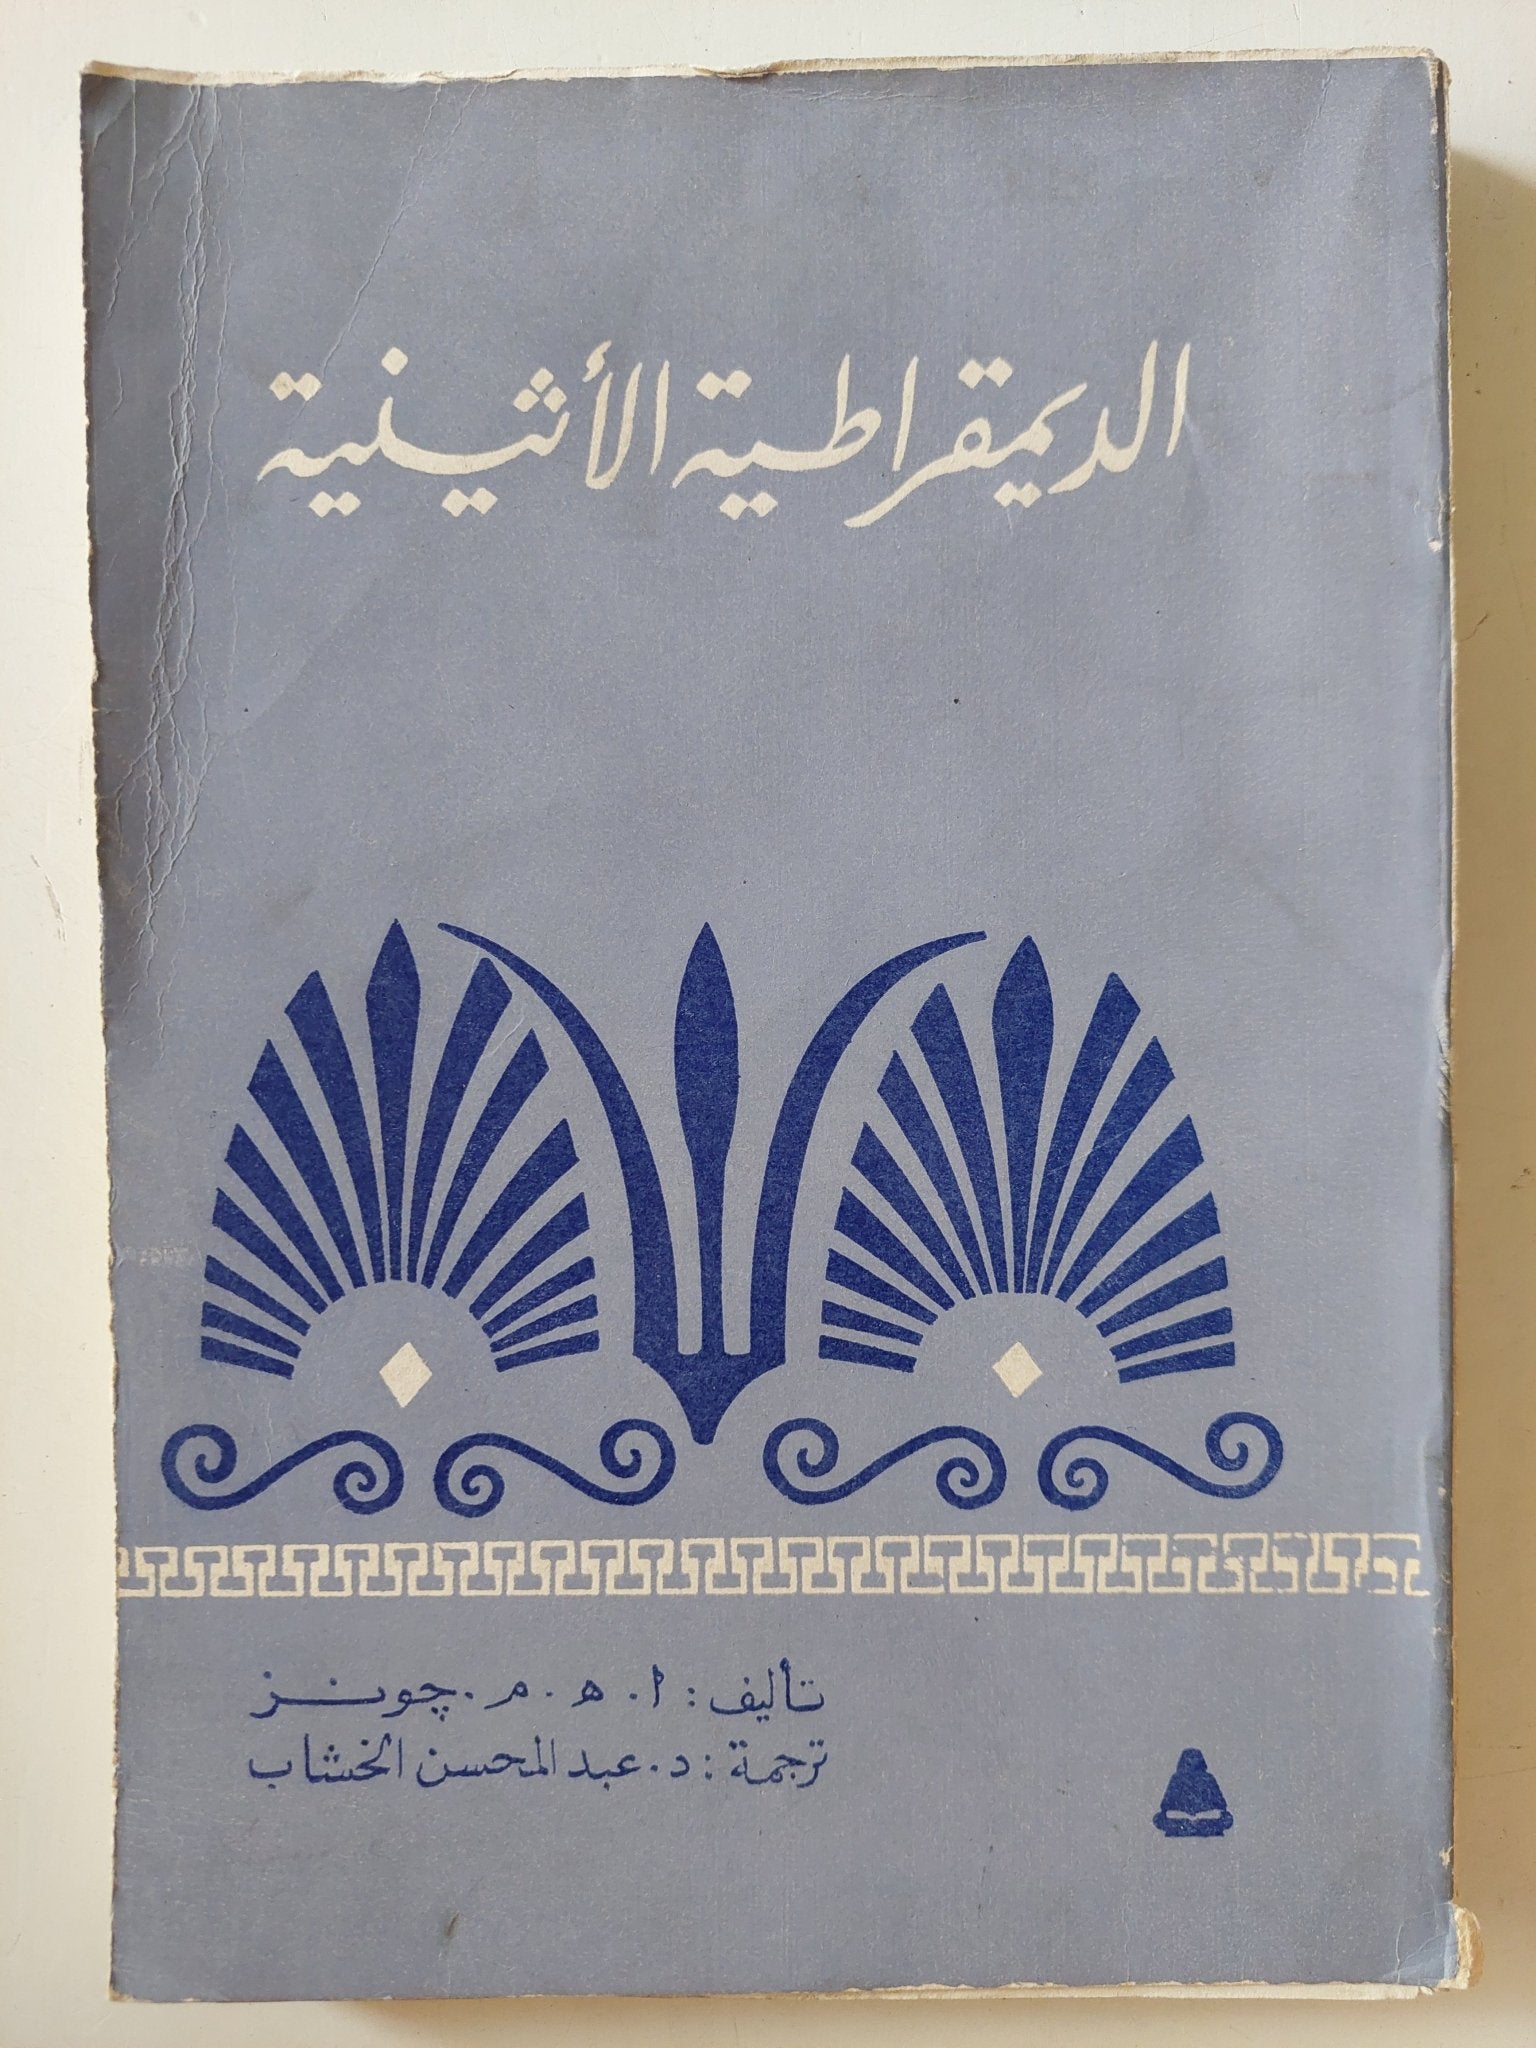 الديمقراطية الأثينية
تأليف : ا . ه . م . چونز
ترجمة : د . عبد المحسن الخشاب